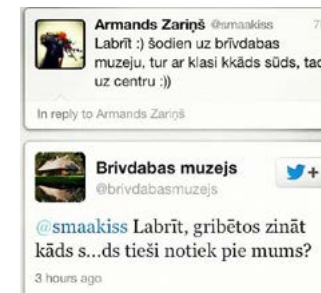 Armands Zariņš @smaakiss
Labrīt :) šodien uz brīvdabas
muzeju, tur ar klasi kkāds sūds, tad
uz centru :))
In reply to Armands Zariņš
Brivdabas muzejs
@brivdabasmuzejs
@smaakiss Labrīt, gribētos zināt
kāds s...ds tieši notiek pie mums?
3 hours ago